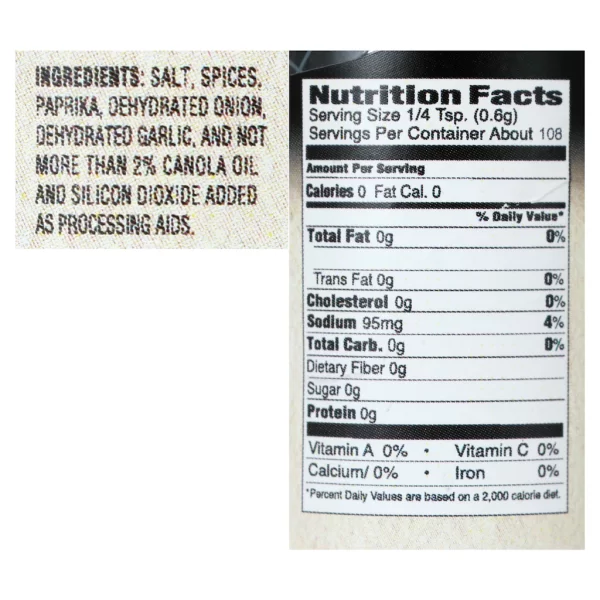 INGREDIENTS: SALT, SPICES,
PAPRIKA, DEHYDRATED ONION,
DEHYDRATED GARLIC, AND NOT
MORE THAN 2% CANOLA OIL
AND SILICON DIOXIDE ADDED
AS PROCESSING AIDS.
Nutrition Facts
Serving Size 1/4 Tsp. (0.6g)
Servings Per Container About 108
Amount Per Serving
Calories 0 Fat Cal. 0
% Daily Value*
Total Fat 0g 0%
Trans Fat 0g 0%
Cholesterol 0g 0%
Sodium 95mg 4%
Total Carb. 0g 0%
Dietary Fiber 0g
Sugar 0g
Protein 0g
Vitamin A 0% • Vitamin C 0%
Calcium/ 0% • Iron 0%
*Percent Daily Values are based on a 2,000 calorie diet.